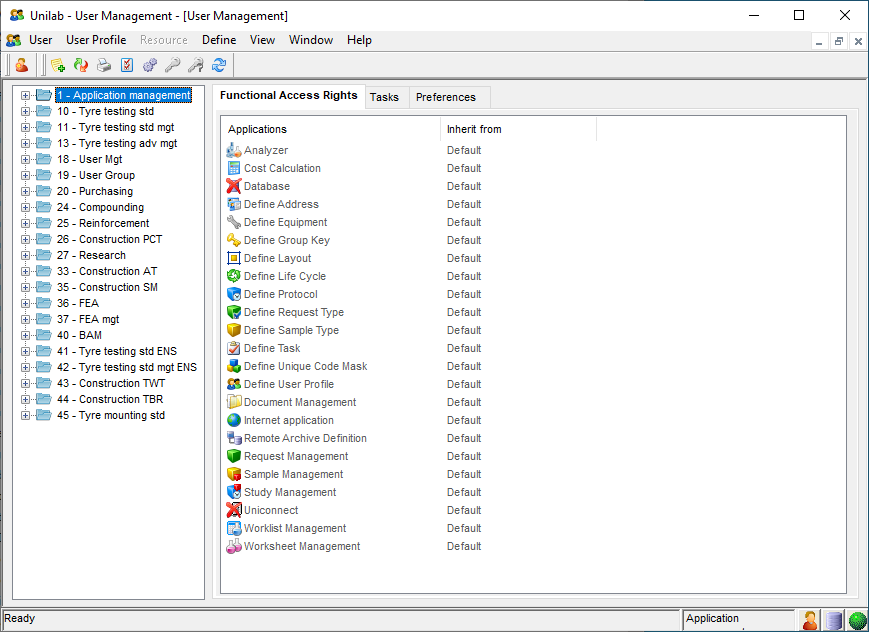 Unilab - User Management - [User Management]
User User Profile Resource Define View Window Help
Functional Access Rights Tasks Preferences
1 - Application management
10 - Tyre testing std
11 - Tyre testing std mgt
13 - Tyre testing adv mgt
18 - User Mgt
19 - User Group
20 - Purchasing
24 - Compounding
25 - Reinforcement
26 - Construction PCT
27 - Research
33 - Construction AT
35 - Construction SM
36 - FEA
37 - FEA mgt
40 - BAM
41 - Tyre testing std ENS
42 - Tyre testing std mgt ENS
43 - Construction TWT
44 - Construction TBR
45 - Tyre mounting std
Applications Inherit from
Analyzer Default
Cost Calculation Default
Database Default
Define Address Default
Define Equipment Default
Define Group Key Default
Define Layout Default
Define Life Cycle Default
Define Protocol Default
Define Request Type Default
Define Sample Type Default
Define Task Default
Define Unique Code Mask Default
Define User Profile Default
Document Management Default
Internet application Default
Remote Archive Definition Default
Request Management Default
Sample Management Default
Study Management Default
Uniconnect Default
Worklist Management Default
Worksheet Management Default
Ready Application